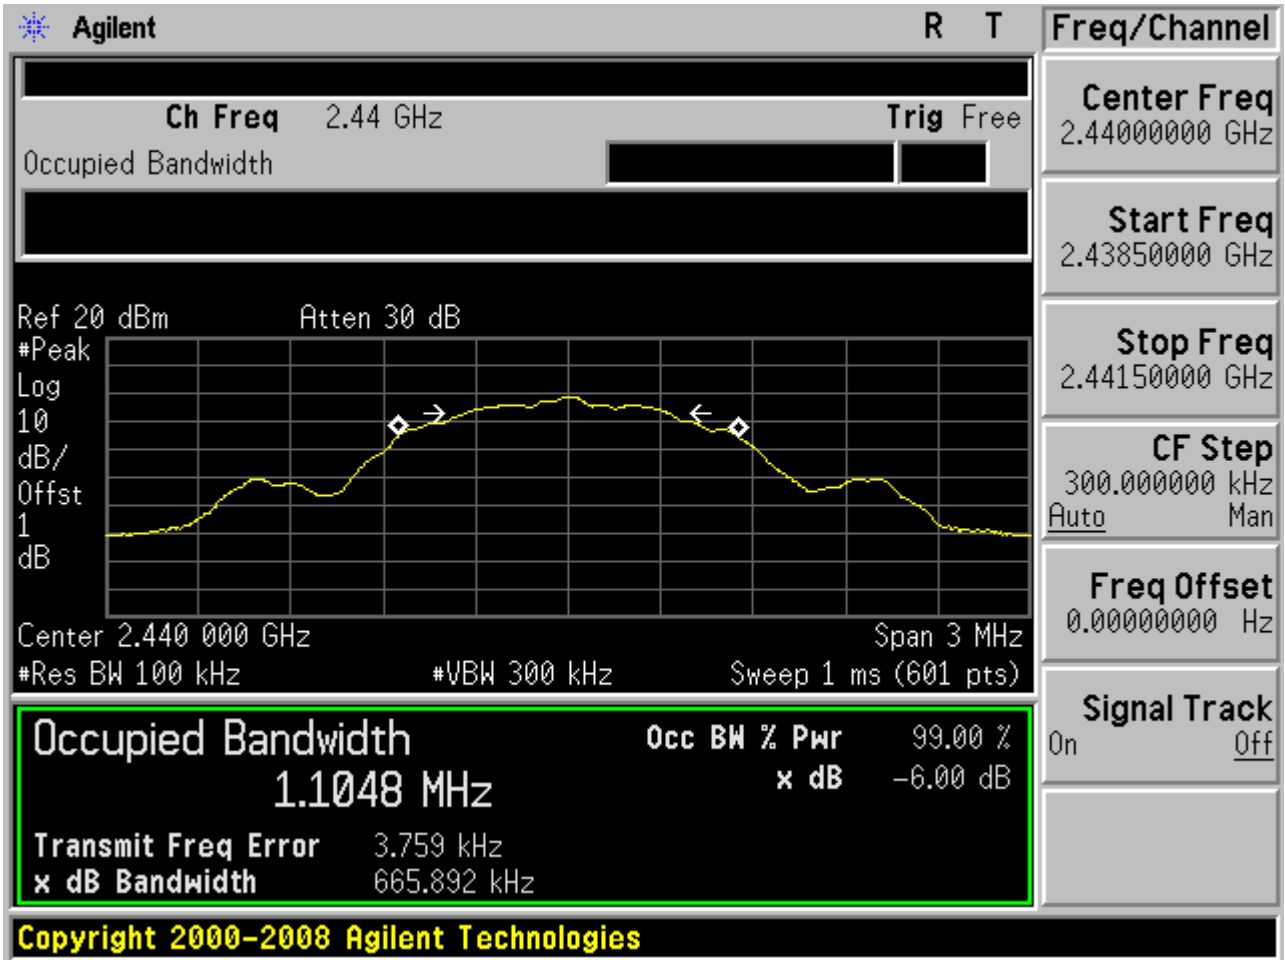 Agilent R T
Ch Freq 2.44 GHz Trig Free
Occupied Bandwidth
Ref 20 dBm Atten 30 dB
#Peak
Log
10
dB/
Offst
1
dB
Center 2.440 000 GHz Span 3 MHz
#Res BW 100 kHz #VBW 300 kHz Sweep 1 ms (601 pts)
Occupied Bandwidth Occ BW % Pwr 99.00 %
1.1048 MHz x dB -6.00 dB
Transmit Freq Error 3.759 kHz
x dB Bandwidth 665.892 kHz
Copyright 2000-2008 Agilent Technologies
Freq/Channel
Center Freq
2.44000000 GHz
Start Freq
2.43850000 GHz
Stop Freq
2.44150000 GHz
CF Step
300.000000 kHz
Auto Man
Freq Offset
0.00000000 Hz
Signal Track
On Off